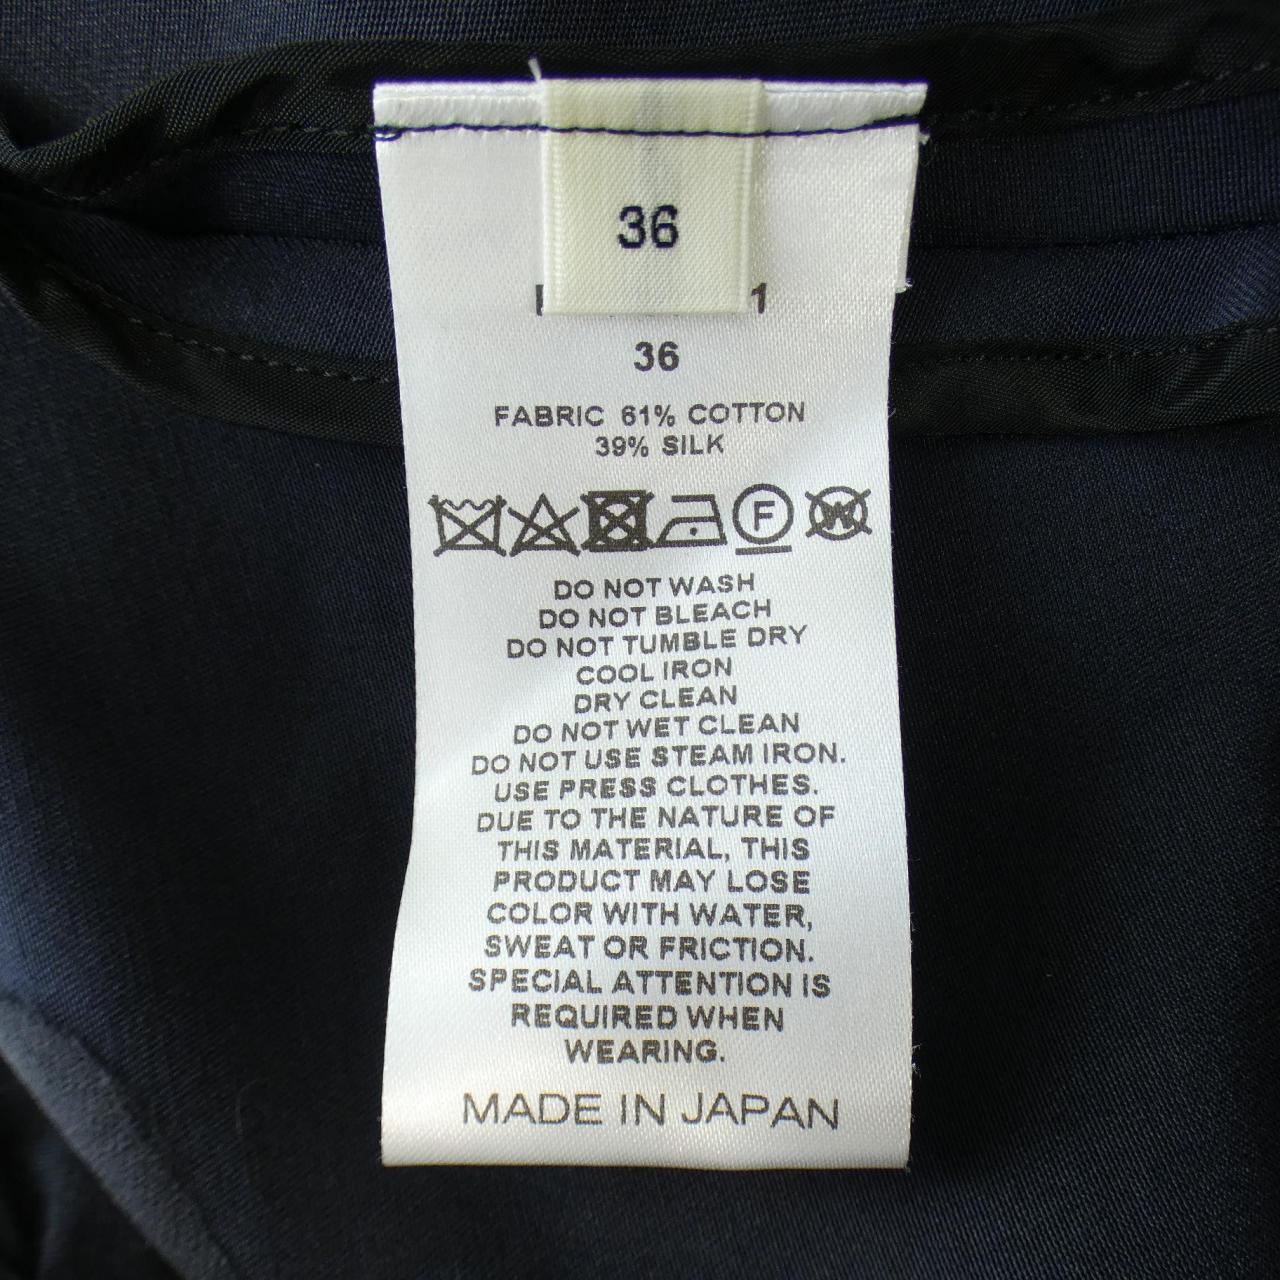 36
1
36
FABRIC 61% COTTON
39% SILK
F
W
DO NOT WASH
DO NOT BLEACH
DO NOT TUMBLE DRY
COOL IRON
DRY CLEAN
DO NOT WET CLEAN
DO NOT USE STEAM IRON.
USE PRESS CLOTHES.
DUE TO THE NATURE OF
THIS MATERIAL, THIS
PRODUCT MAY LOSE
COLOR WITH WATER,
SWEAT OR FRICTION.
SPECIAL ATTENTION IS
REQUIRED WHEN
WEARING.
MADE IN JAPAN